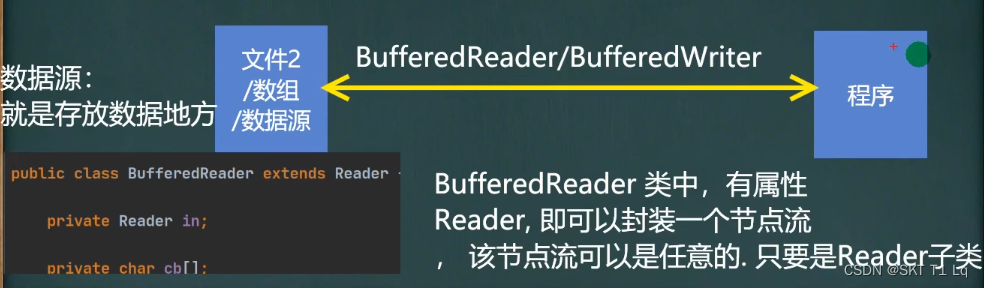 文件2
/数组
/数据源
BufferedReader/BufferedWriter
程序
数据源：
就是存放数据地方
public class BufferedReader extends Reader
private Reader in;
private char cb[];
BufferedReader 类中，有属性
Reader, 即可以封装一个节点流
， 该节点流可以是任意的. 只要是Reader子类
CSDN @SKT T1 Lq